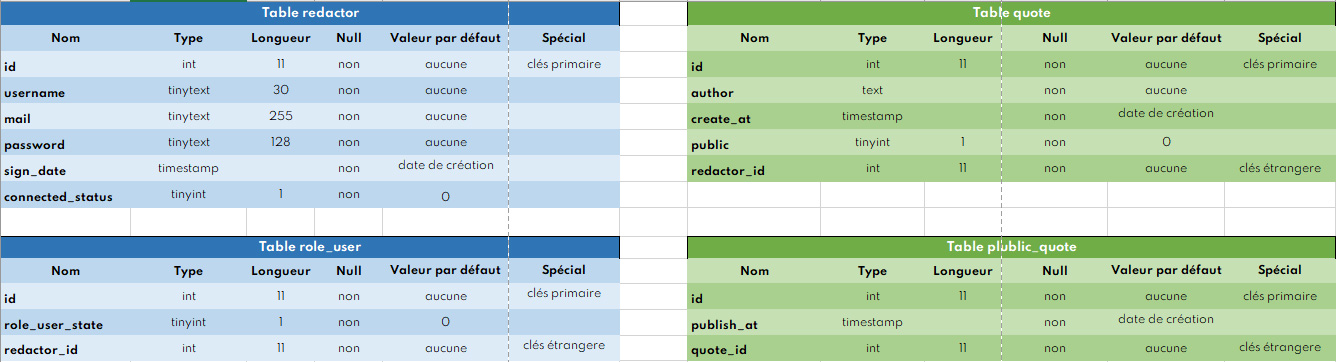 Table redactor
Nom Type Longueur Null Valeur par défaut Spécial
id int 11 non aucune clés primaire
username tinytext 30 non aucune
mail tinytext 255 non aucune
password tinytext 128 non aucune
sign_date timestamp non date de création
connected_status tinyint 1 non 0
Table quote
Nom Type Longueur Null Valeur par défaut Spécial
id int 11 non aucune clés primaire
author text non aucune
create_at timestamp non date de création
public tinyint 1 non 0
redactor_id int 11 non aucune clés étrangere
Table role_user
Nom Type Longueur Null Valeur par défaut Spécial
id int 11 non aucune clés primaire
role_user_state tinyint 1 non 0
redactor_id int 11 non aucune clés étrangere
Table plublic_quote
Nom Type Longueur Null Valeur par défaut Spécial
id int 11 non aucune clés primaire
publish_at timestamp non date de création
quote_id int 11 non aucune clés étrangere